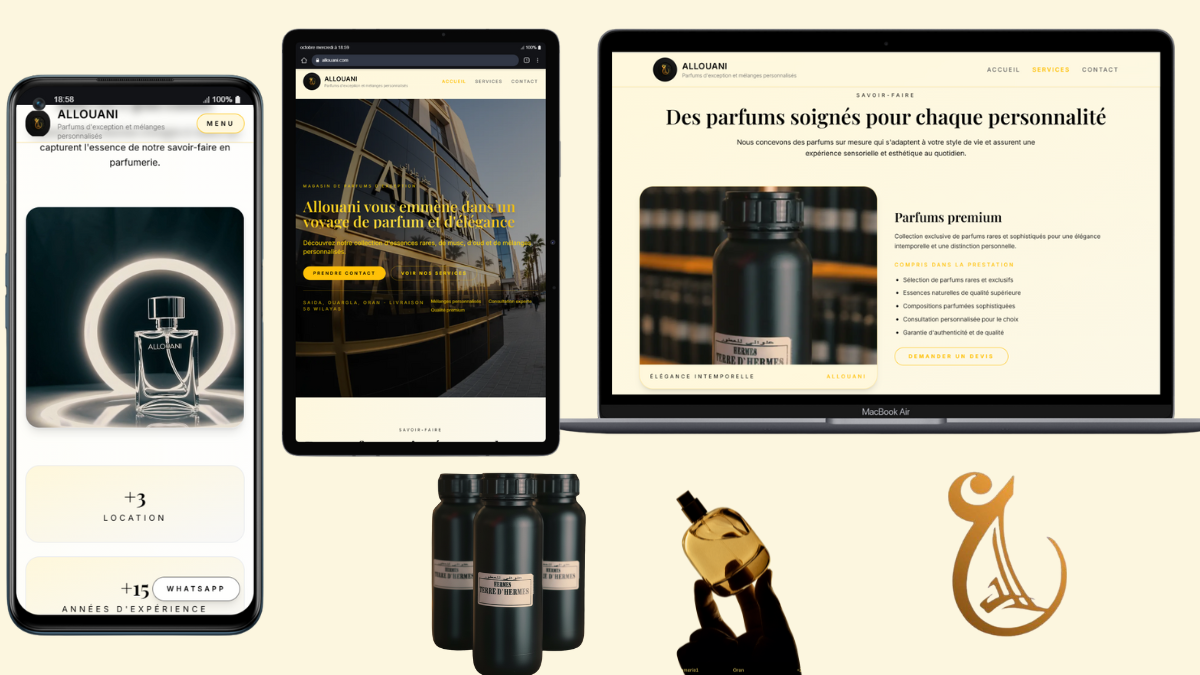 18:58
100%
ALLOUANI
Parfums d'exception et mélanges
personnalisés
MENU
capturent l'essence de notre savoir-faire en
parfumerie.
ALLOUANI
+3
LOCATION
+15
WHATSAPP
ANNÉES D'EXPÉRIENCE
octobre mercredi à 18:59
100%
allouani.com
ALLOUANI
Parfums d'exception et mélanges personnalisés
ACCUEIL SERVICES CONTACT
MAGASIN DE PARFUMS D'EXCEPTION
Allouani vous emmène dans un
voyage de parfum et d'élégance
Découvrez notre collection d'essences rares, de musc, d'oud et de mélanges
personnalisés.
PRENDRE CONTACT
VOIR NOS SERVICES
SAIDA, OUARGLA, ORAN · LIVRAISON
58 WILAYAS
Mélanges personnalisés
Qualité premium
SAVOIR-FAIRE
ALLOUANI
Parfums d'exception et mélanges personnalisés
ACCUEIL SERVICES CONTACT
SAVOIR-FAIRE
Des parfums soignés pour chaque personnalité
Nous concevons des parfums sur mesure qui s'adaptent à votre style de vie et assurent une
expérience sensorielle et esthétique au quotidien.
HERMES
TERRE D'HERMES
ÉLÉGANCE INTEMPORELLE
ALLOUANI
Parfums premium
Collection exclusive de parfums rares et sophistiqués pour une élégance
intemporelle et une distinction personnelle.
COMPRIS DANS LA PRESTATION
• Sélection de parfums rares et exclusifs
• Essences naturelles de qualité supérieure
• Compositions parfumées sophistiquées
• Consultation personnalisée pour le choix
• Garantie d'authenticité et de qualité
DEMANDER UN DEVIS
MacBook Air
HERMES
TERRE D'HERMES
HERMES
TERRE D'HERMES
HERMES
Oran